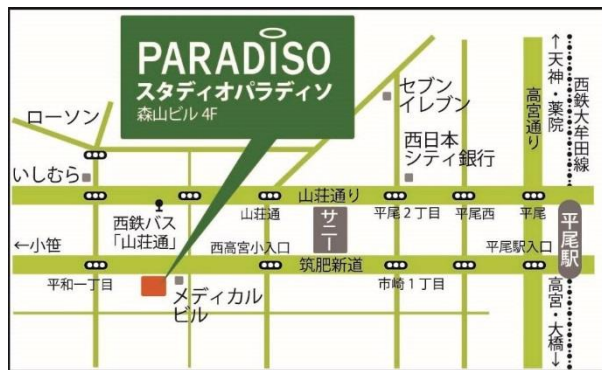 PARADISO
スタディオパラディソ
森山ビル 4F
ローソン
いしむら
西鉄バス
「山荘通」
←小笹
平和一丁目
メディカル
ビル
山荘通
西高宮小入口
サニー
山荘通り
筑肥新道
セブン
イレブン
西日本
シティ銀行
平尾2丁目
平尾西
平尾
市崎1丁目
平尾駅入口
高宮通り
←天神・薬院
西鉄大牟田線
平尾駅
高宮・大橋→